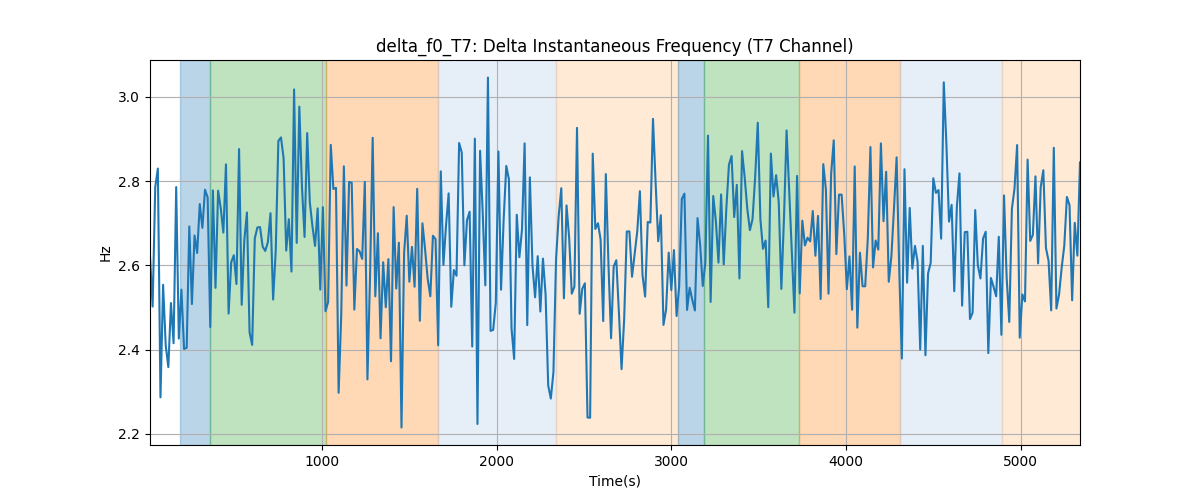 delta_f0_T7: Delta Instantaneous Frequency (T7 Channel)
3.0
2.8
2.6
2.4
2.2
Hz
1000 2000 3000 4000 5000
Time(s)